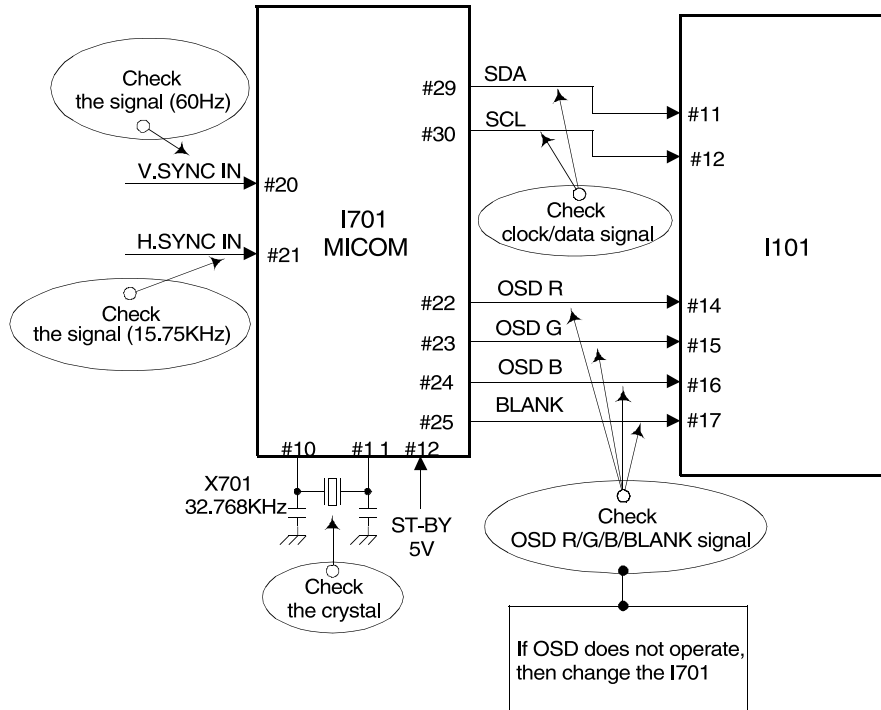 Check
the signal (60Hz)
V.SYNC IN
#20
H.SYNC IN
#21
Check
the signal (15.75KHz)
I701
MICOM
#29
#30
#22
#23
#24
#25
#10
#1 1
#12
X701
32.768KHz
ST-BY
5V
Check
the crystal
SDA
SCL
Check
clock/data signal
OSD R
OSD G
OSD B
BLANK
#11
#12
I101
#14
#15
#16
#17
Check
OSD R/G/B/BLANK signal
If OSD does not operate,
then change the I701